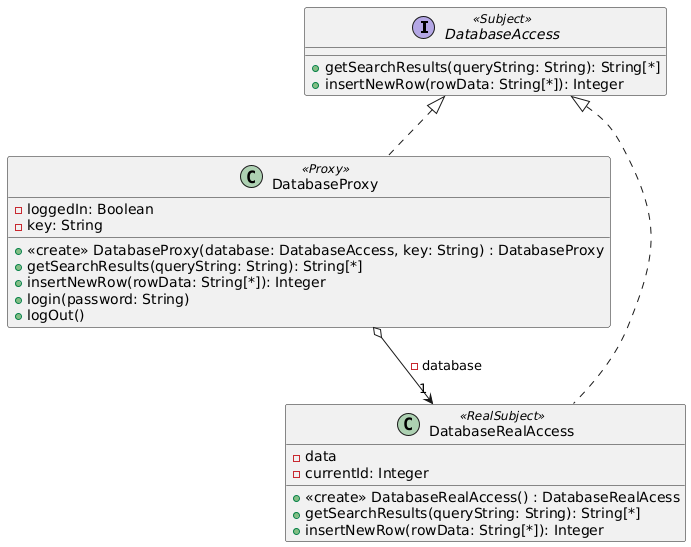 I
«Subject»
DatabaseAccess
getSearchResults(queryString: String): String[*]
insertNewRow(rowData: String[*]): Integer
C
«Proxy»
DatabaseProxy
loggedIn: Boolean
key: String
«create» DatabaseProxy(database: DatabaseAccess, key: String) : DatabaseProxy
getSearchResults(queryString: String): String[*]
insertNewRow(rowData: String[*]): Integer
login(password: String)
logOut()
database
1
C
«RealSubject»
DatabaseRealAccess
data
currentId: Integer
«create» DatabaseRealAccess() : DatabaseRealAcess
getSearchResults(queryString: String): String[*]
insertNewRow(rowData: String[*]): Integer